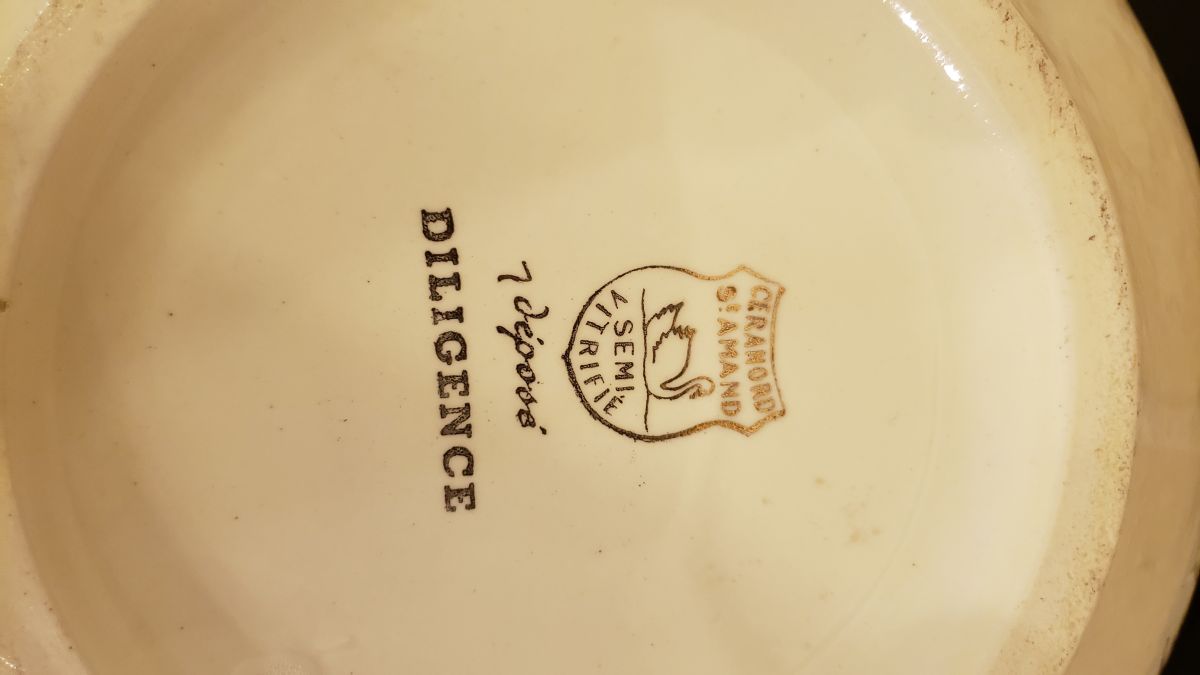 CERANORD
St AMAND
SEMI
VITRIFIÉ
déposé
DILIGENCE